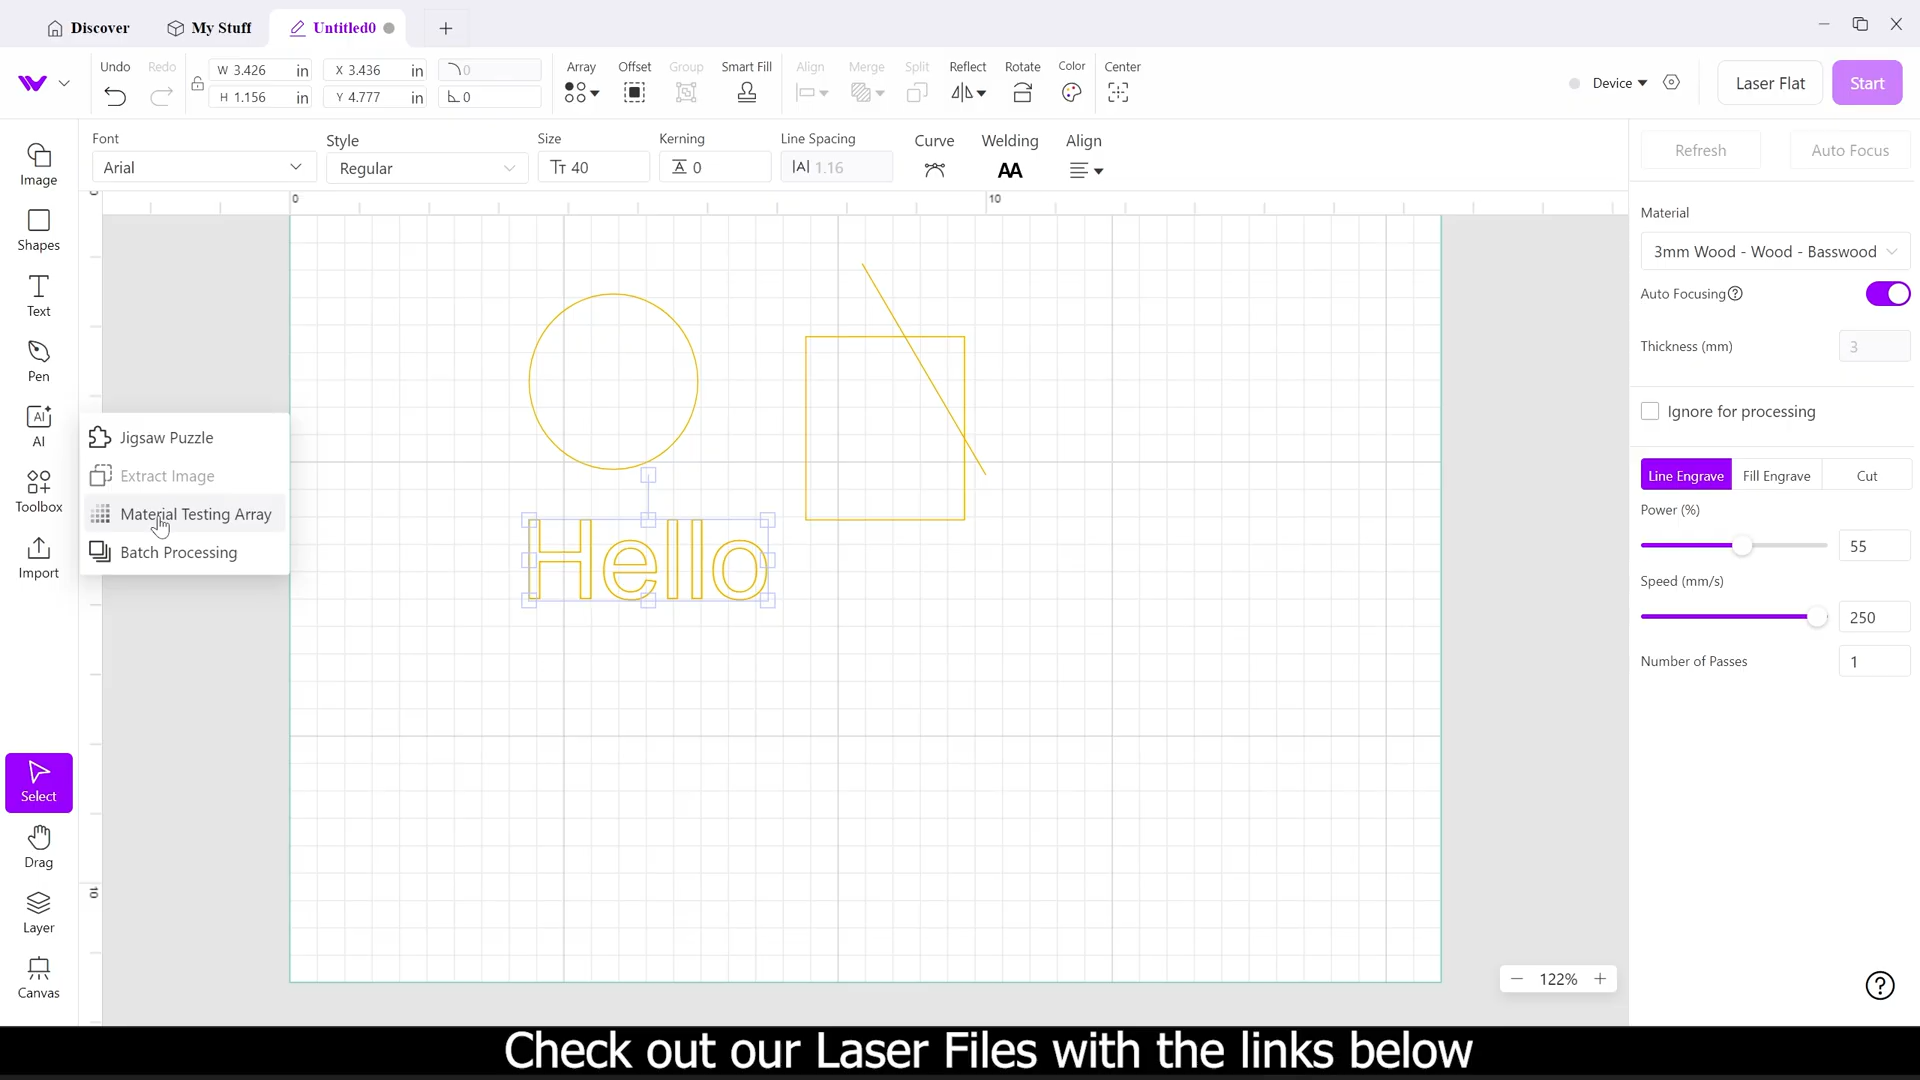 Discover
My Stuff
Untitled0
Undo
Redo
W 3.426 in
X 3.436 in
0
H 1.156 in
Y 4.777 in
0
Array
Offset
Group
Smart Fill
Align
Merge
Split
Reflect
Rotate
Color
Center
Device
Laser Flat
Start
Font
Arial
Style
Regular
Size
40
Kerning
0
Line Spacing
1.16
Curve
Welding
AA
Align
Refresh
Auto Focus
0
10
Image
Shapes
Text
Pen
AI
AI
Toolbox
Import
Jigsaw Puzzle
Extract Image
Material Testing Array
Batch Processing
Hello
Material
3mm Wood - Wood - Basswood
Auto Focusing
Thickness (mm)
3
Ignore for processing
Line Engrave
Fill Engrave
Cut
Power (%)
55
Speed (mm/s)
250
Number of Passes
1
Select
Drag
Layer
Canvas
10
122%
Check out our Laser Files with the links below